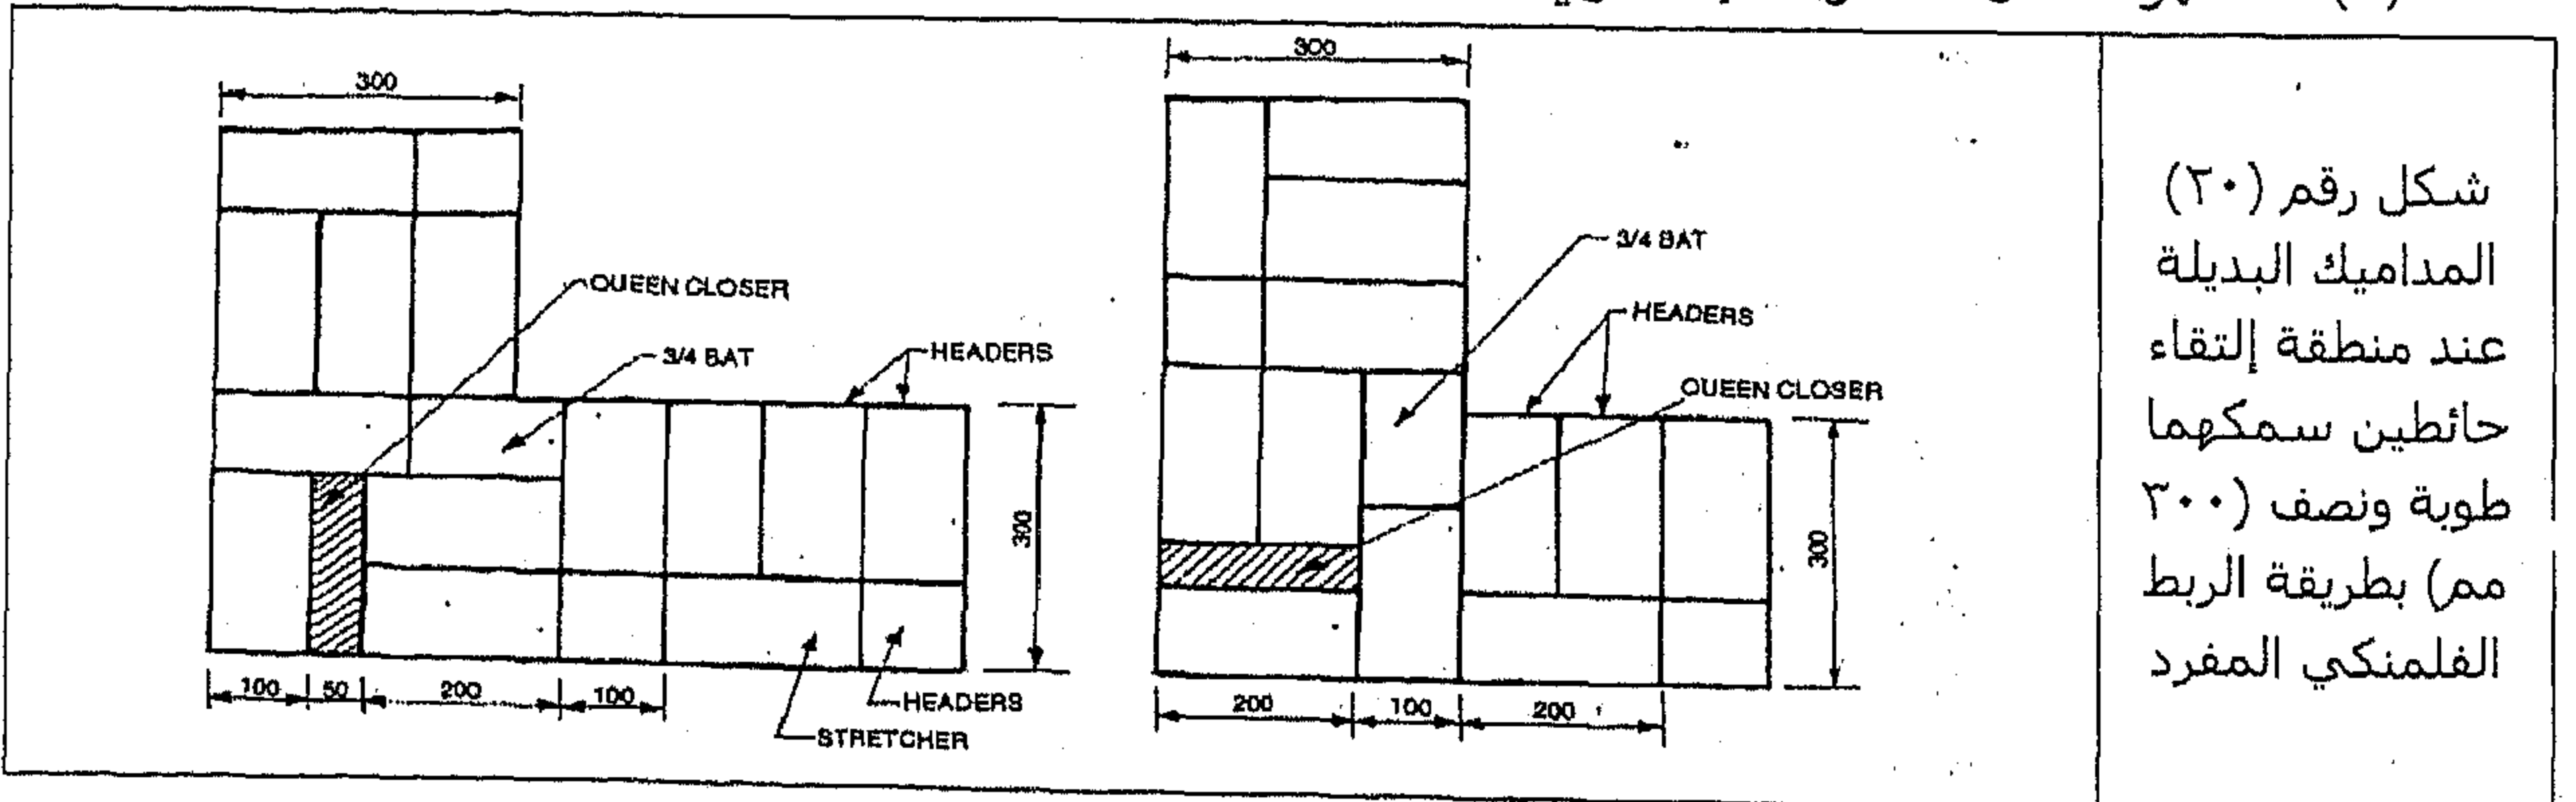 300
QUEEN CLOSER
3/4 BAT
HEADERS
300
100
50
200
100
HEADERS
STRETCHER
300
3/4 BAT
HEADERS
QUEEN CLOSER
300
200
100
200
شكل رقم (٢٠)
المداميك البديلة
عند منطقة إلتقاء
حائطين سمكهما
طوبة ونصف (٣٠٠
مم) بطريقة الربط
الفلمنكي المفرد